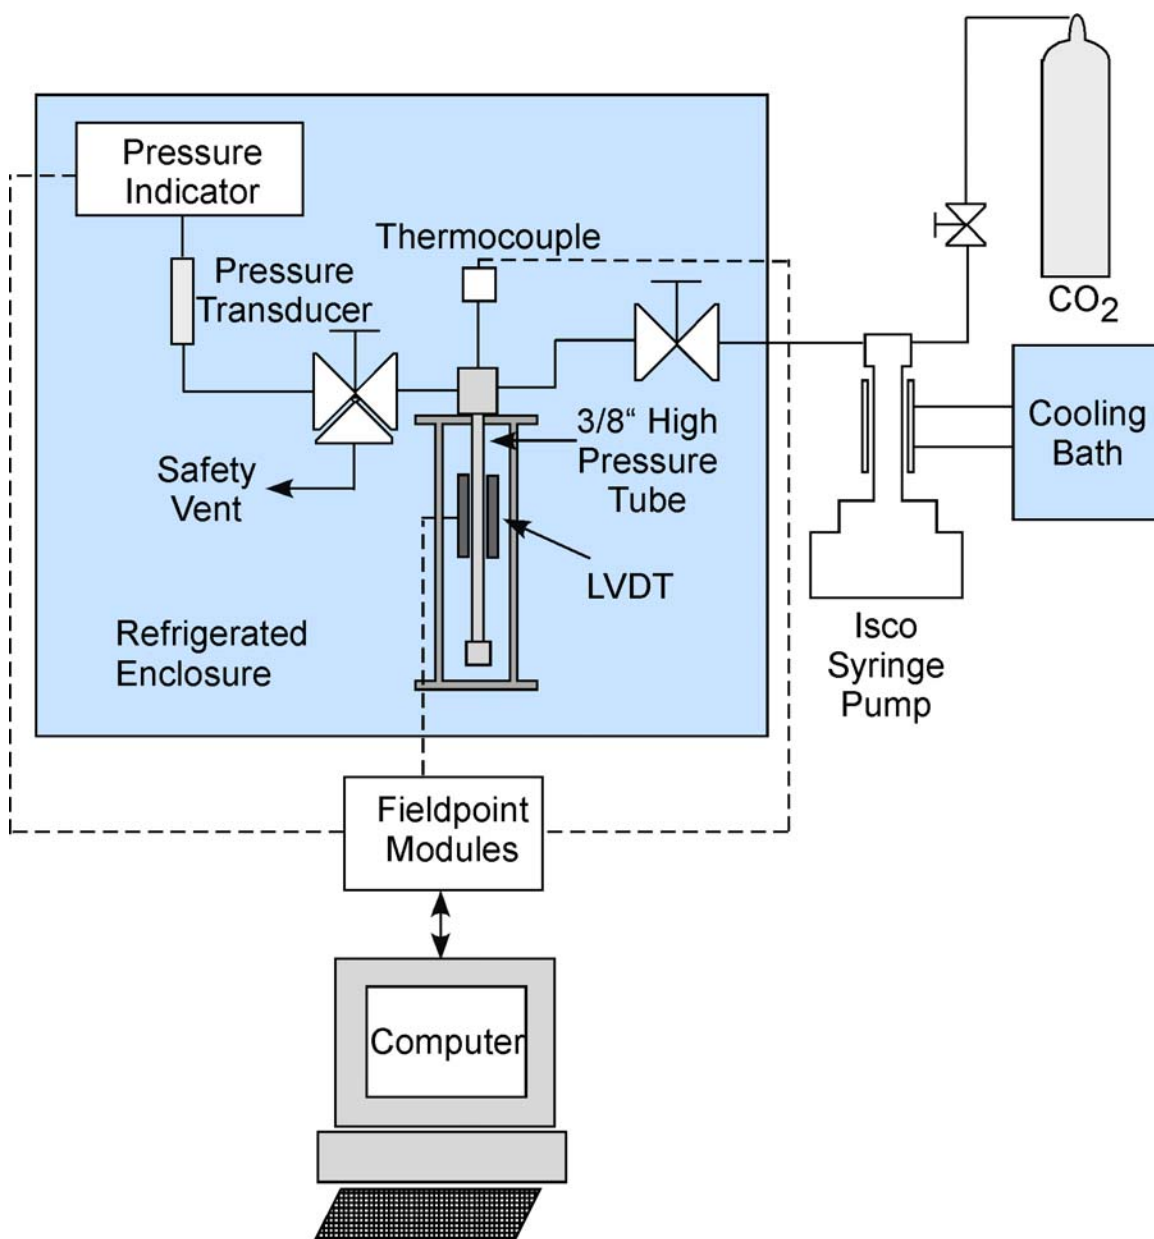 Pressure
Indicator
Thermocouple
Pressure
Transducer
CO2
3/8“ High
Pressure
Tube
Cooling
Bath
Safety
Vent
LVDT
Refrigerated
Enclosure
Isco
Syringe
Pump
Fieldpoint
Modules
Computer